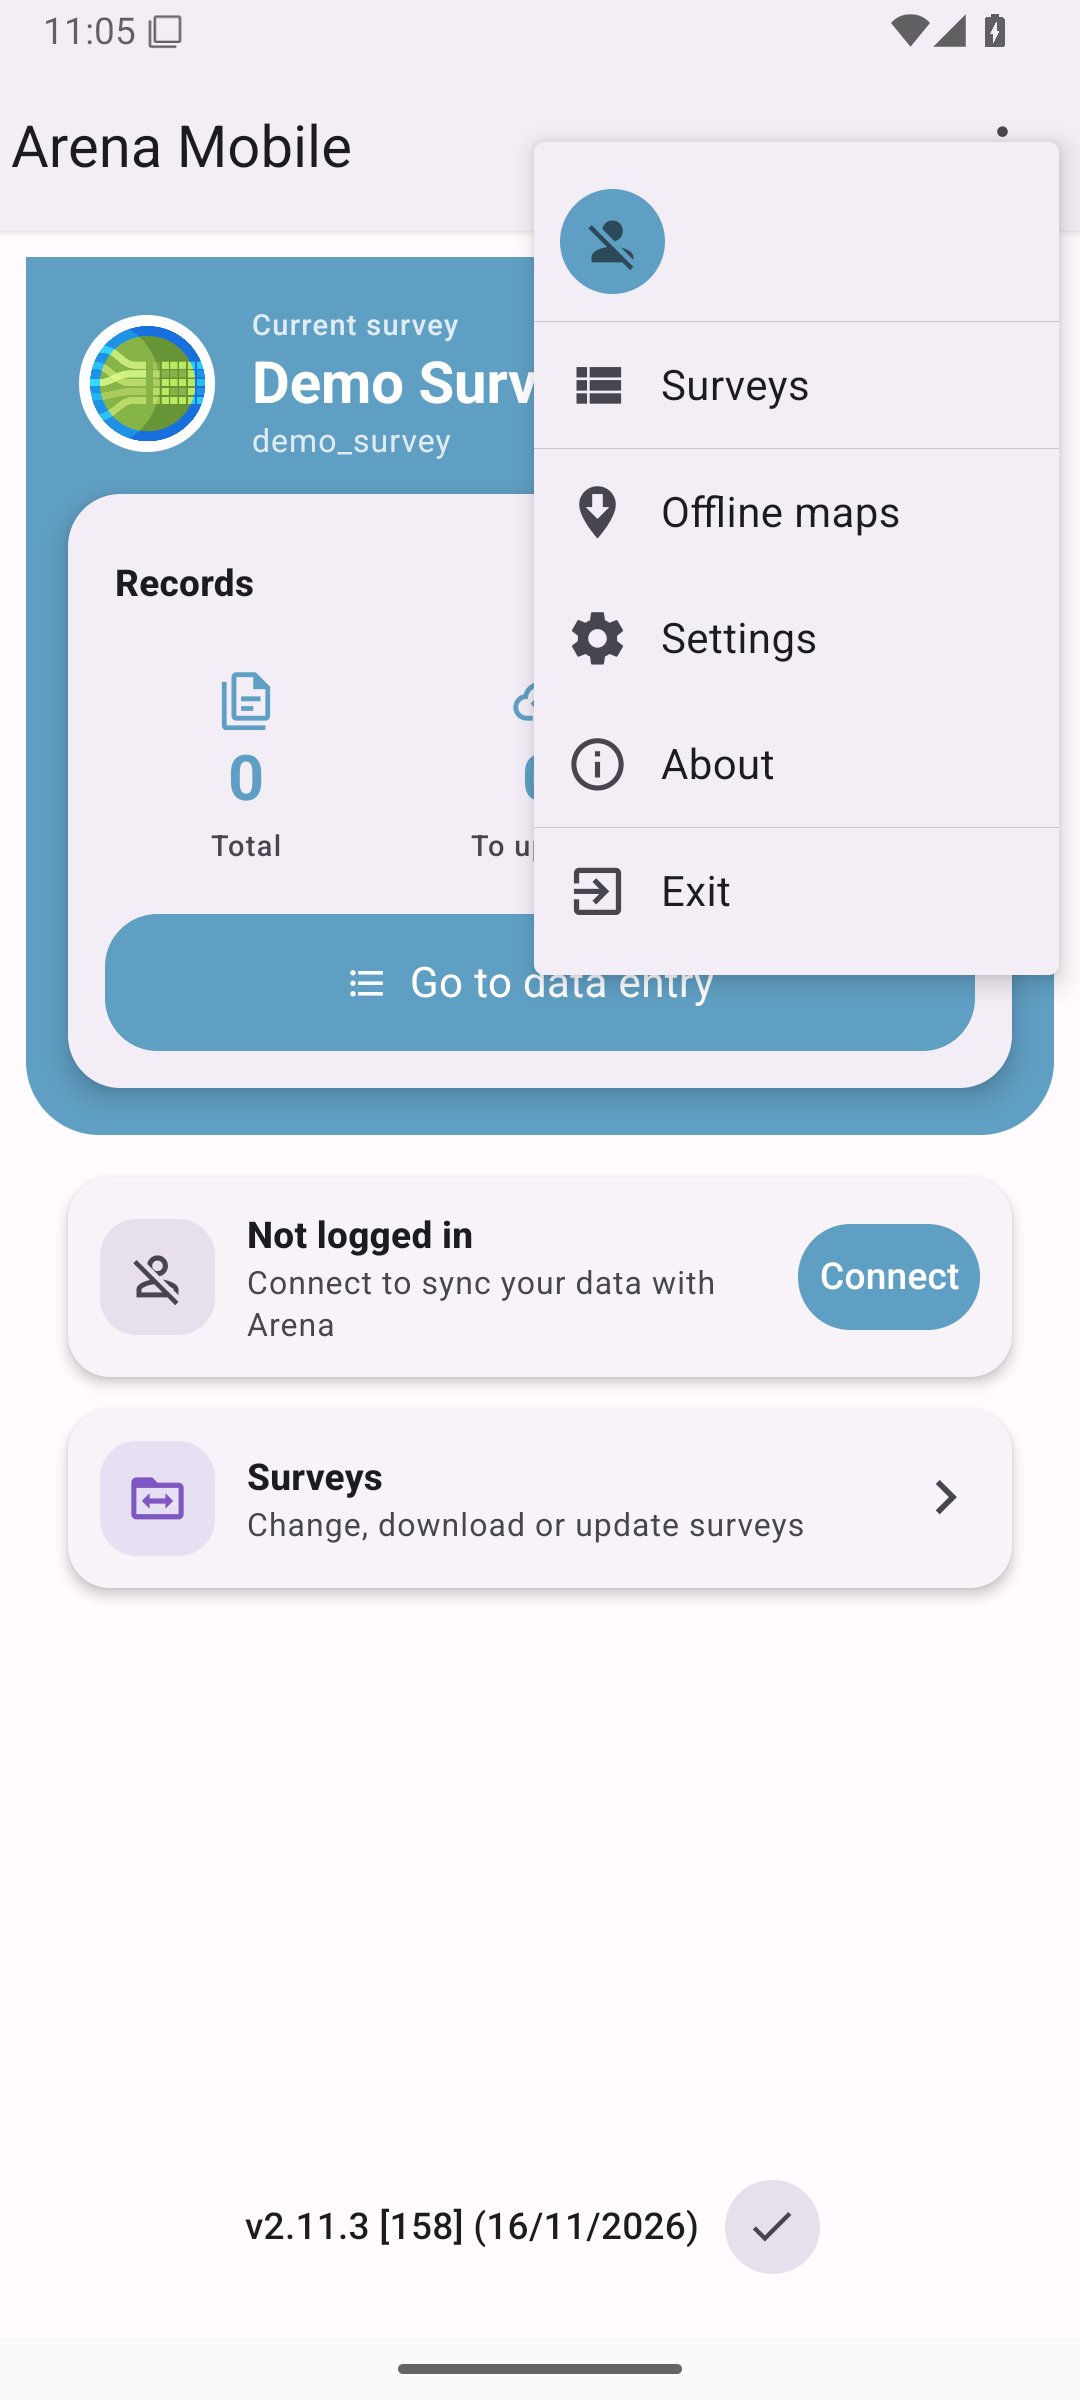 11:05
Arena Mobile
Current survey
Demo Surv
demo_survey
Surveys
Offline maps
Settings
About
Exit
Records
0
Total
To
Go to data entry
Not logged in
Connect to sync your data with
Arena
Connect
Surveys
Change, download or update surveys
v2.11.3 [158] (16/11/2026)